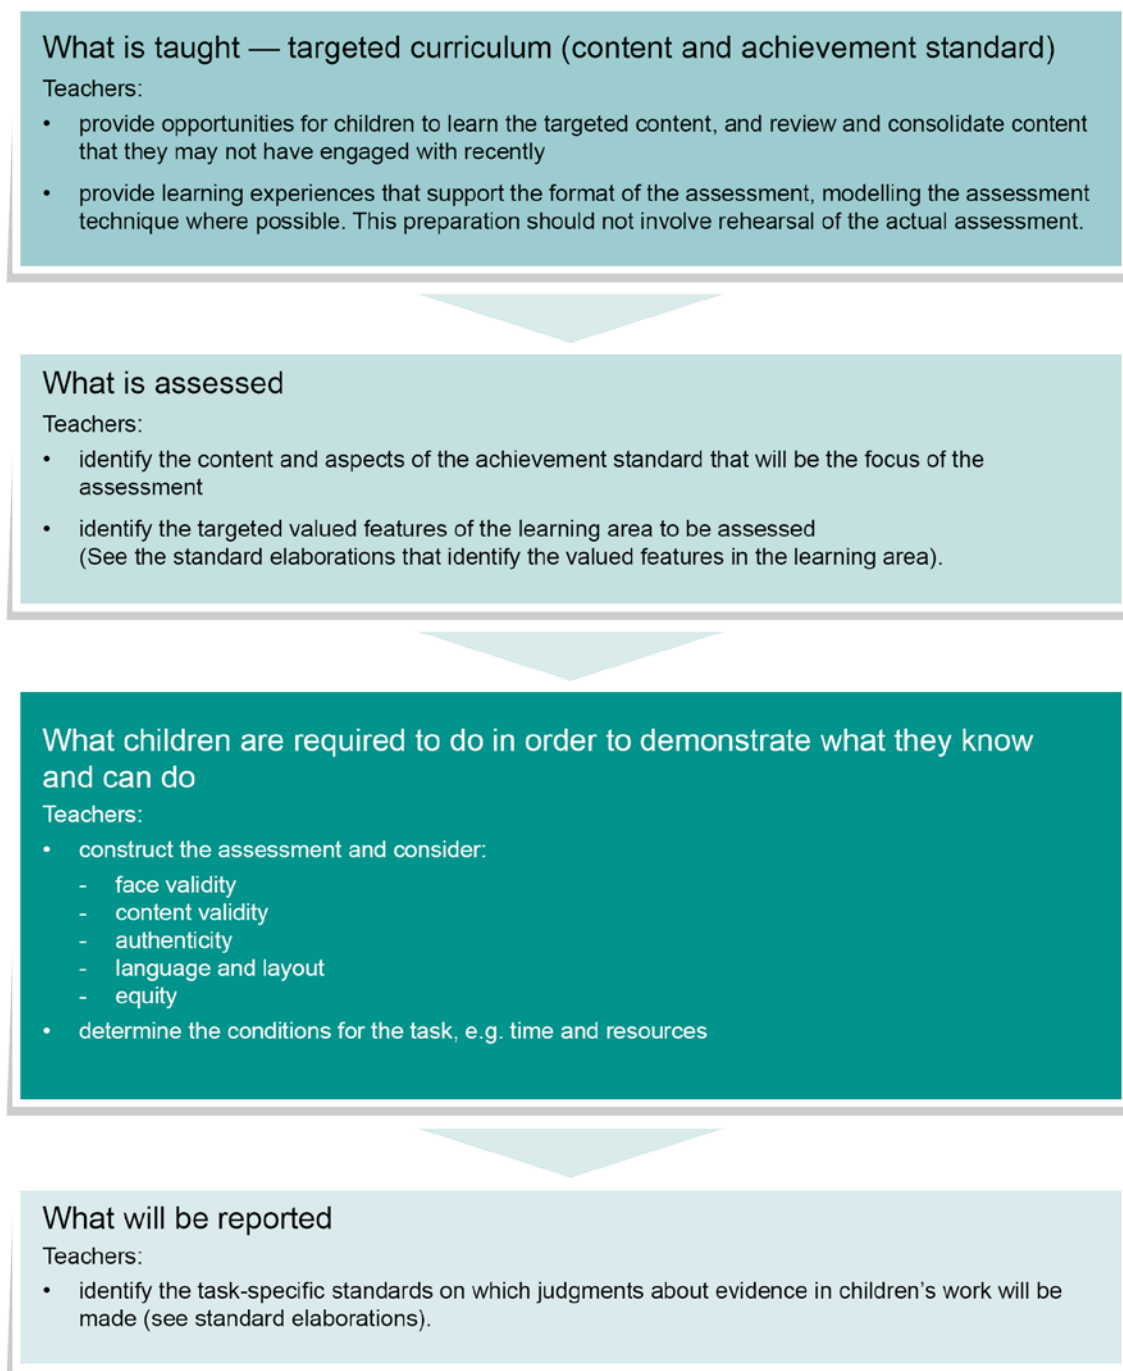 What is taught — targeted curriculum (content and achievement standard)
Teachers:
• provide opportunities for children to learn the targeted content, and review and consolidate content
that they may not have engaged with recently
• provide learning experiences that support the format of the assessment, modelling the assessment
technique where possible. This preparation should not involve rehearsal of the actual assessment.
What is assessed
Teachers:
• identify the content and aspects of the achievement standard that will be the focus of the
assessment
• identify the targeted valued features of the learning area to be assessed
(See the standard elaborations that identify the valued features in the learning area).
What children are required to do in order to demonstrate what they know
and can do
Teachers:
• construct the assessment and consider:
- face validity
- content validity
- authenticity
- language and layout
- equity
• determine the conditions for the task, e.g. time and resources
What will be reported
Teachers:
• identify the task-specific standards on which judgments about evidence in children’s work will be
made (see standard elaborations).